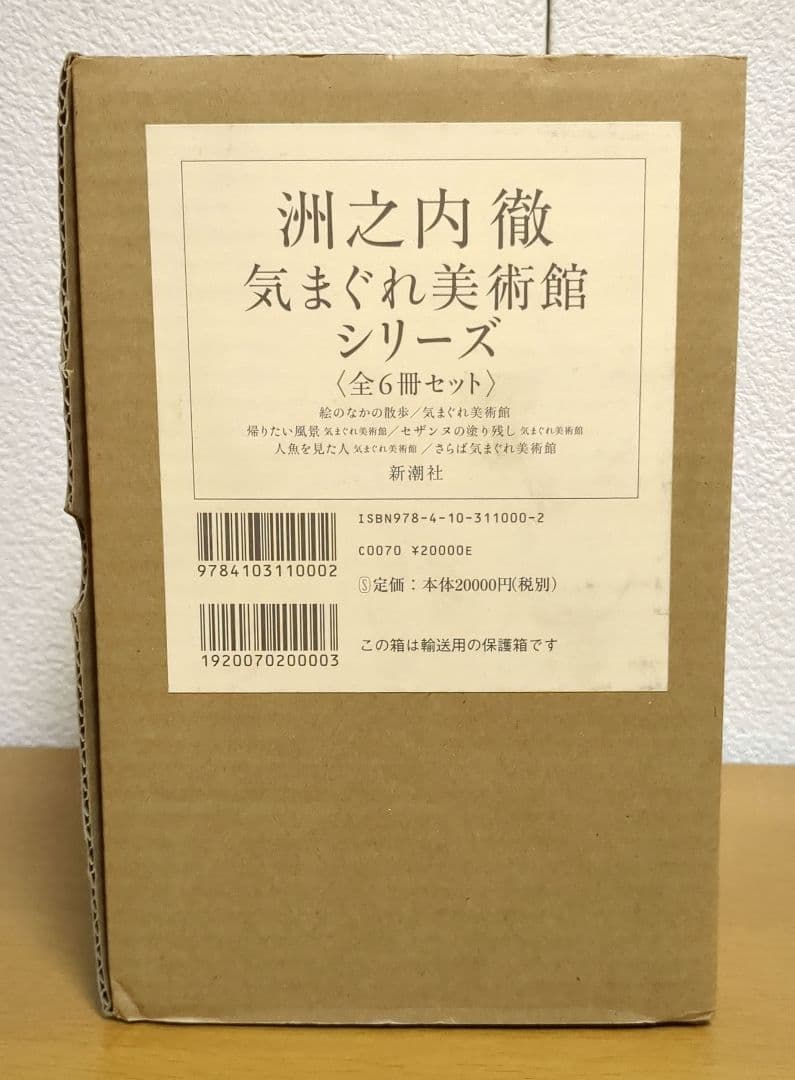 洲之内 徹
気まぐれ美術館
シリーズ
〈全6冊セット〉
絵のなかの散歩／気まぐれ美術館
帰りたい風景 気まぐれ美術館／セザンヌの塗り残し 気まぐれ美術館
人魚を見た人 気まぐれ美術館／さらば気まぐれ美術館
新潮社
ISBN978-4-10-311000-2
C0070 ¥20000E
9784103110002
Ⓢ定価：本体20000円(税別)
1920070200003
この箱は輸送用の保護箱です